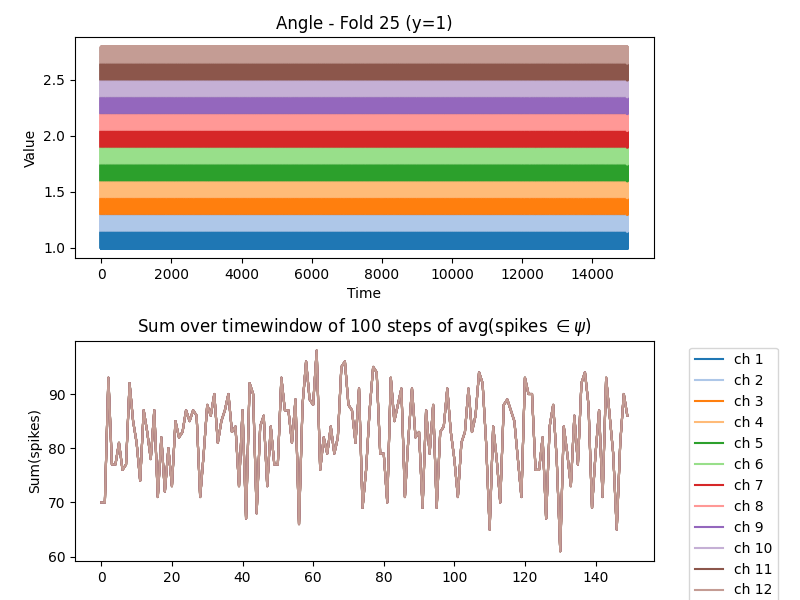 Angle - Fold 25 (y=1)
Value
2.5
2.0
1.5
1.0
0 2000 4000 6000 8000 10000 12000 14000
Time
Sum over timewindow of 100 steps of avg(spikes ∈ ψ)
Sum(spikes)
90
80
70
60
0 20 40 60 80 100 120 140
ch 1
ch 2
ch 3
ch 4
ch 5
ch 6
ch 7
ch 8
ch 9
ch 10
ch 11
ch 12